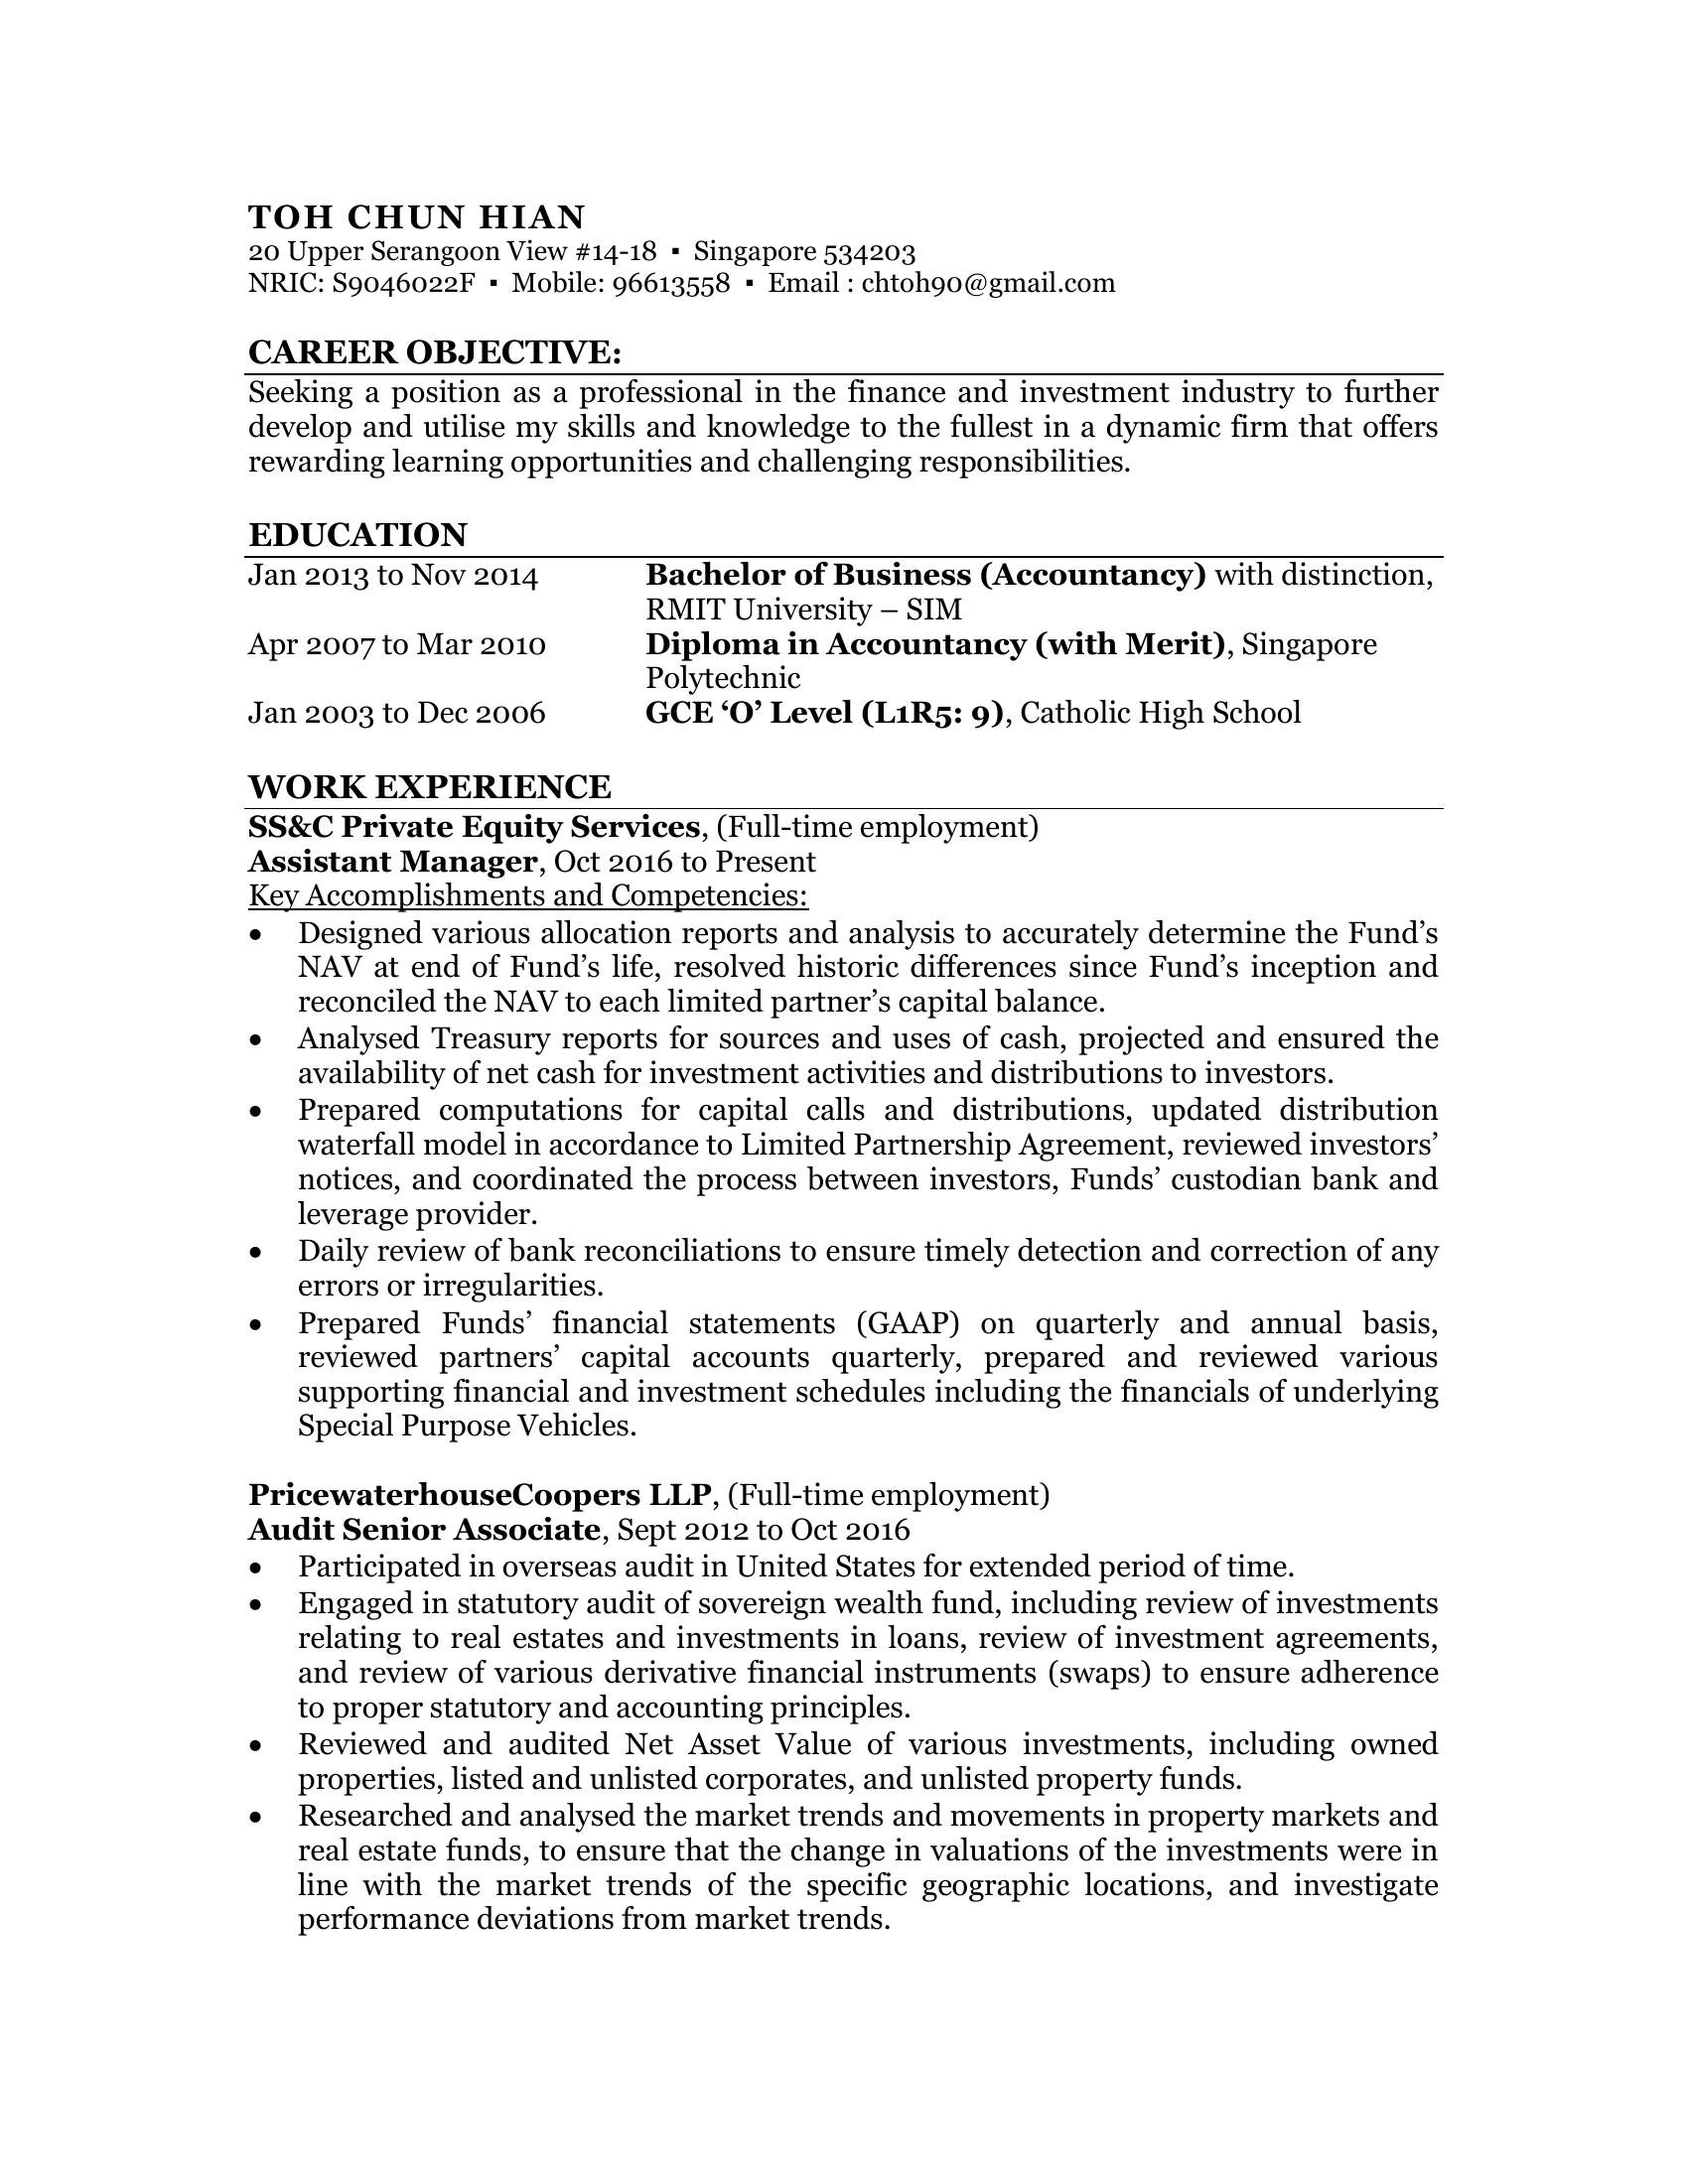 TOH CHUN HIAN
20 Upper Serangoon View #14-18 ▪ Singapore 534203
NRIC: S9046022F ▪ Mobile: 96613558 ▪ Email : chtoh90@gmail.com
CAREER OBJECTIVE:
Seeking a position as a professional in the finance and investment industry to further
develop and utilise my skills and knowledge to the fullest in a dynamic firm that offers
rewarding learning opportunities and challenging responsibilities.
EDUCATION
Jan 2013 to Nov 2014 Bachelor of Business (Accountancy) with distinction,
RMIT University – SIM
Apr 2007 to Mar 2010 Diploma in Accountancy (with Merit), Singapore
Polytechnic
Jan 2003 to Dec 2006 GCE ‘O’ Level (L1R5: 9), Catholic High School
WORK EXPERIENCE
SS&C Private Equity Services, (Full-time employment)
Assistant Manager, Oct 2016 to Present
Key Accomplishments and Competencies:
• Designed various allocation reports and analysis to accurately determine the Fund’s
NAV at end of Fund’s life, resolved historic differences since Fund’s inception and
reconciled the NAV to each limited partner’s capital balance.
• Analysed Treasury reports for sources and uses of cash, projected and ensured the
availability of net cash for investment activities and distributions to investors.
• Prepared computations for capital calls and distributions, updated distribution
waterfall model in accordance to Limited Partnership Agreement, reviewed investors’
notices, and coordinated the process between investors, Funds’ custodian bank and
leverage provider.
• Daily review of bank reconciliations to ensure timely detection and correction of any
errors or irregularities.
• Prepared Funds’ financial statements (GAAP) on quarterly and annual basis,
reviewed partners’ capital accounts quarterly, prepared and reviewed various
supporting financial and investment schedules including the financials of underlying
Special Purpose Vehicles.
PricewaterhouseCoopers LLP, (Full-time employment)
Audit Senior Associate, Sept 2012 to Oct 2016
• Participated in overseas audit in United States for extended period of time.
• Engaged in statutory audit of sovereign wealth fund, including review of investments
relating to real estates and investments in loans, review of investment agreements,
and review of various derivative financial instruments (swaps) to ensure adherence
to proper statutory and accounting principles.
• Reviewed and audited Net Asset Value of various investments, including owned
properties, listed and unlisted corporates, and unlisted property funds.
• Researched and analysed the market trends and movements in property markets and
real estate funds, to ensure that the change in valuations of the investments were in
line with the market trends of the specific geographic locations, and investigate
performance deviations from market trends.